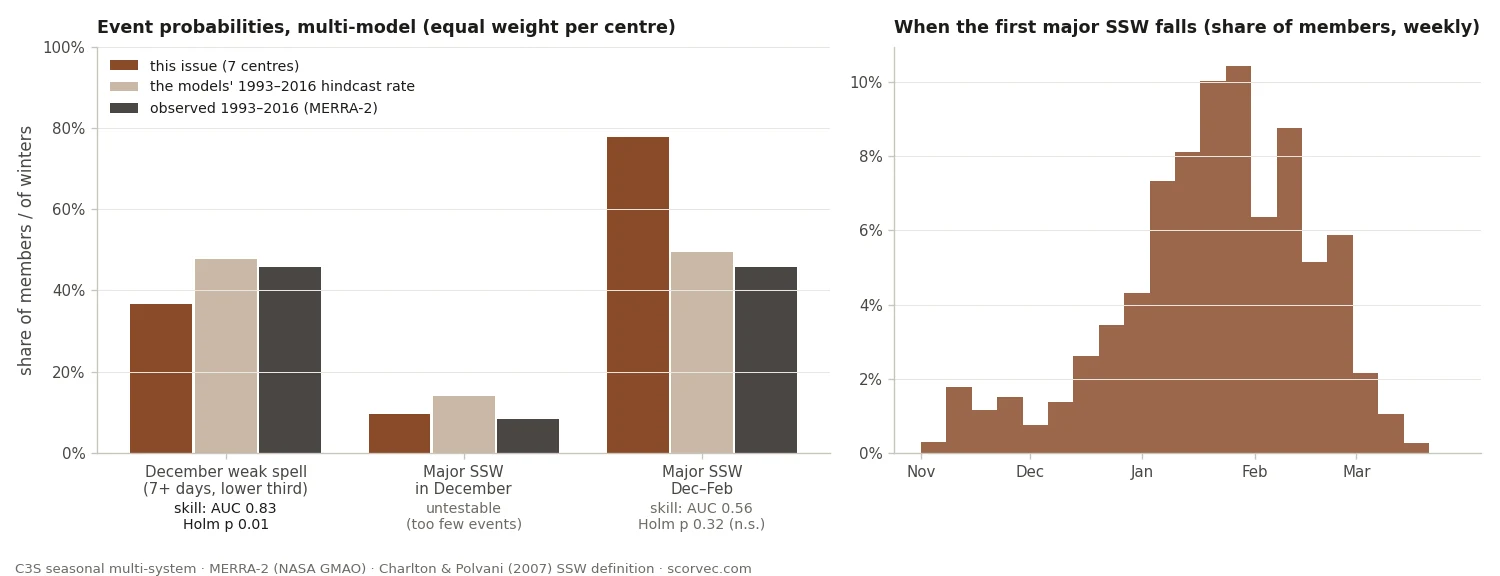 Event probabilities, multi-model (equal weight per centre)
100%
80%
60%
40%
20%
0%
share of members / of winters
this issue (7 centres)
the models' 1993–2016 hindcast rate
observed 1993–2016 (MERRA-2)
December weak spell
(7+ days, lower third)
skill: AUC 0.83
Holm p 0.01
Major SSW
in December
untestable
(too few events)
Major SSW
Dec–Feb
skill: AUC 0.56
Holm p 0.32 (n.s.)
When the first major SSW falls (share of members, weekly)
10%
8%
6%
4%
2%
0%
Nov
Dec
Jan
Feb
Mar
C3S seasonal multi-system · MERRA-2 (NASA GMAO) · Charlton & Polvani (2007) SSW definition · scorvec.com